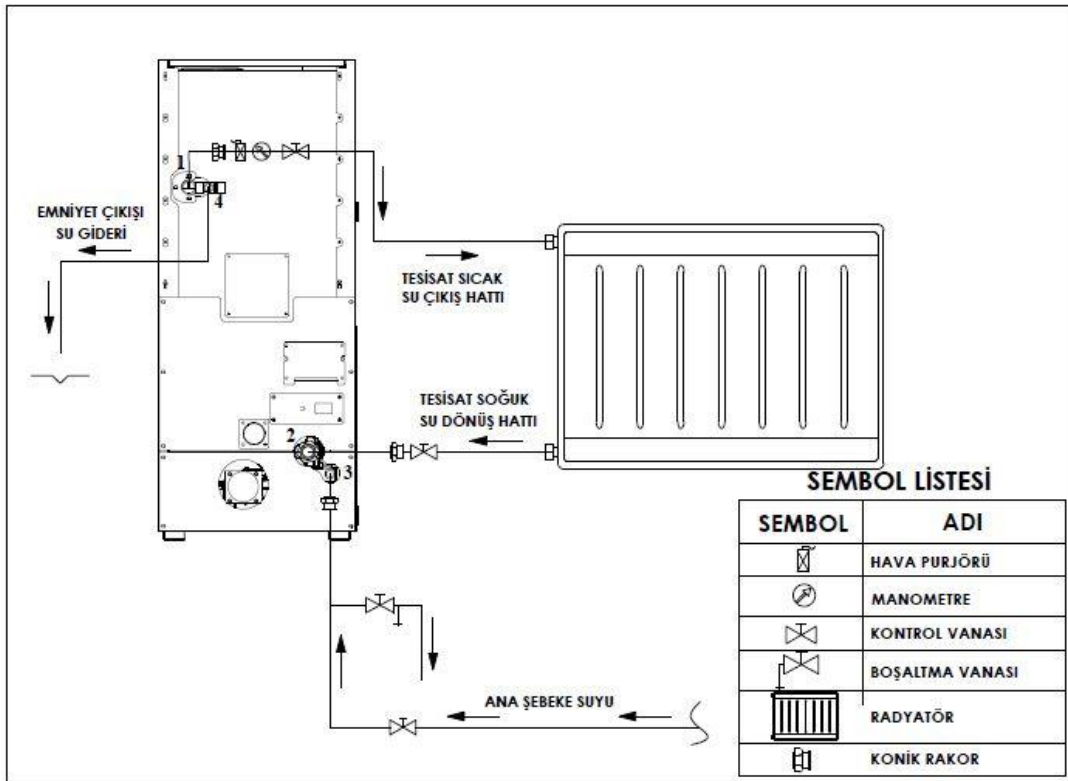 1
4
EMNİYET ÇIKIŞI
SU GİDERİ
TESİSAT SICAK
SU ÇIKIŞ HATTI
TESİSAT SOĞUK
SU DÖNÜŞ HATTI
2
3
ANA ŞEBEKE SUYU
SEMBOL LİSTESİ
SEMBOL ADI
HAVA PURJÖRÜ
MANOMETRE
KONTROL VANASI
BOŞALTMA VANASI
RADYATÖR
KONİK RAKOR